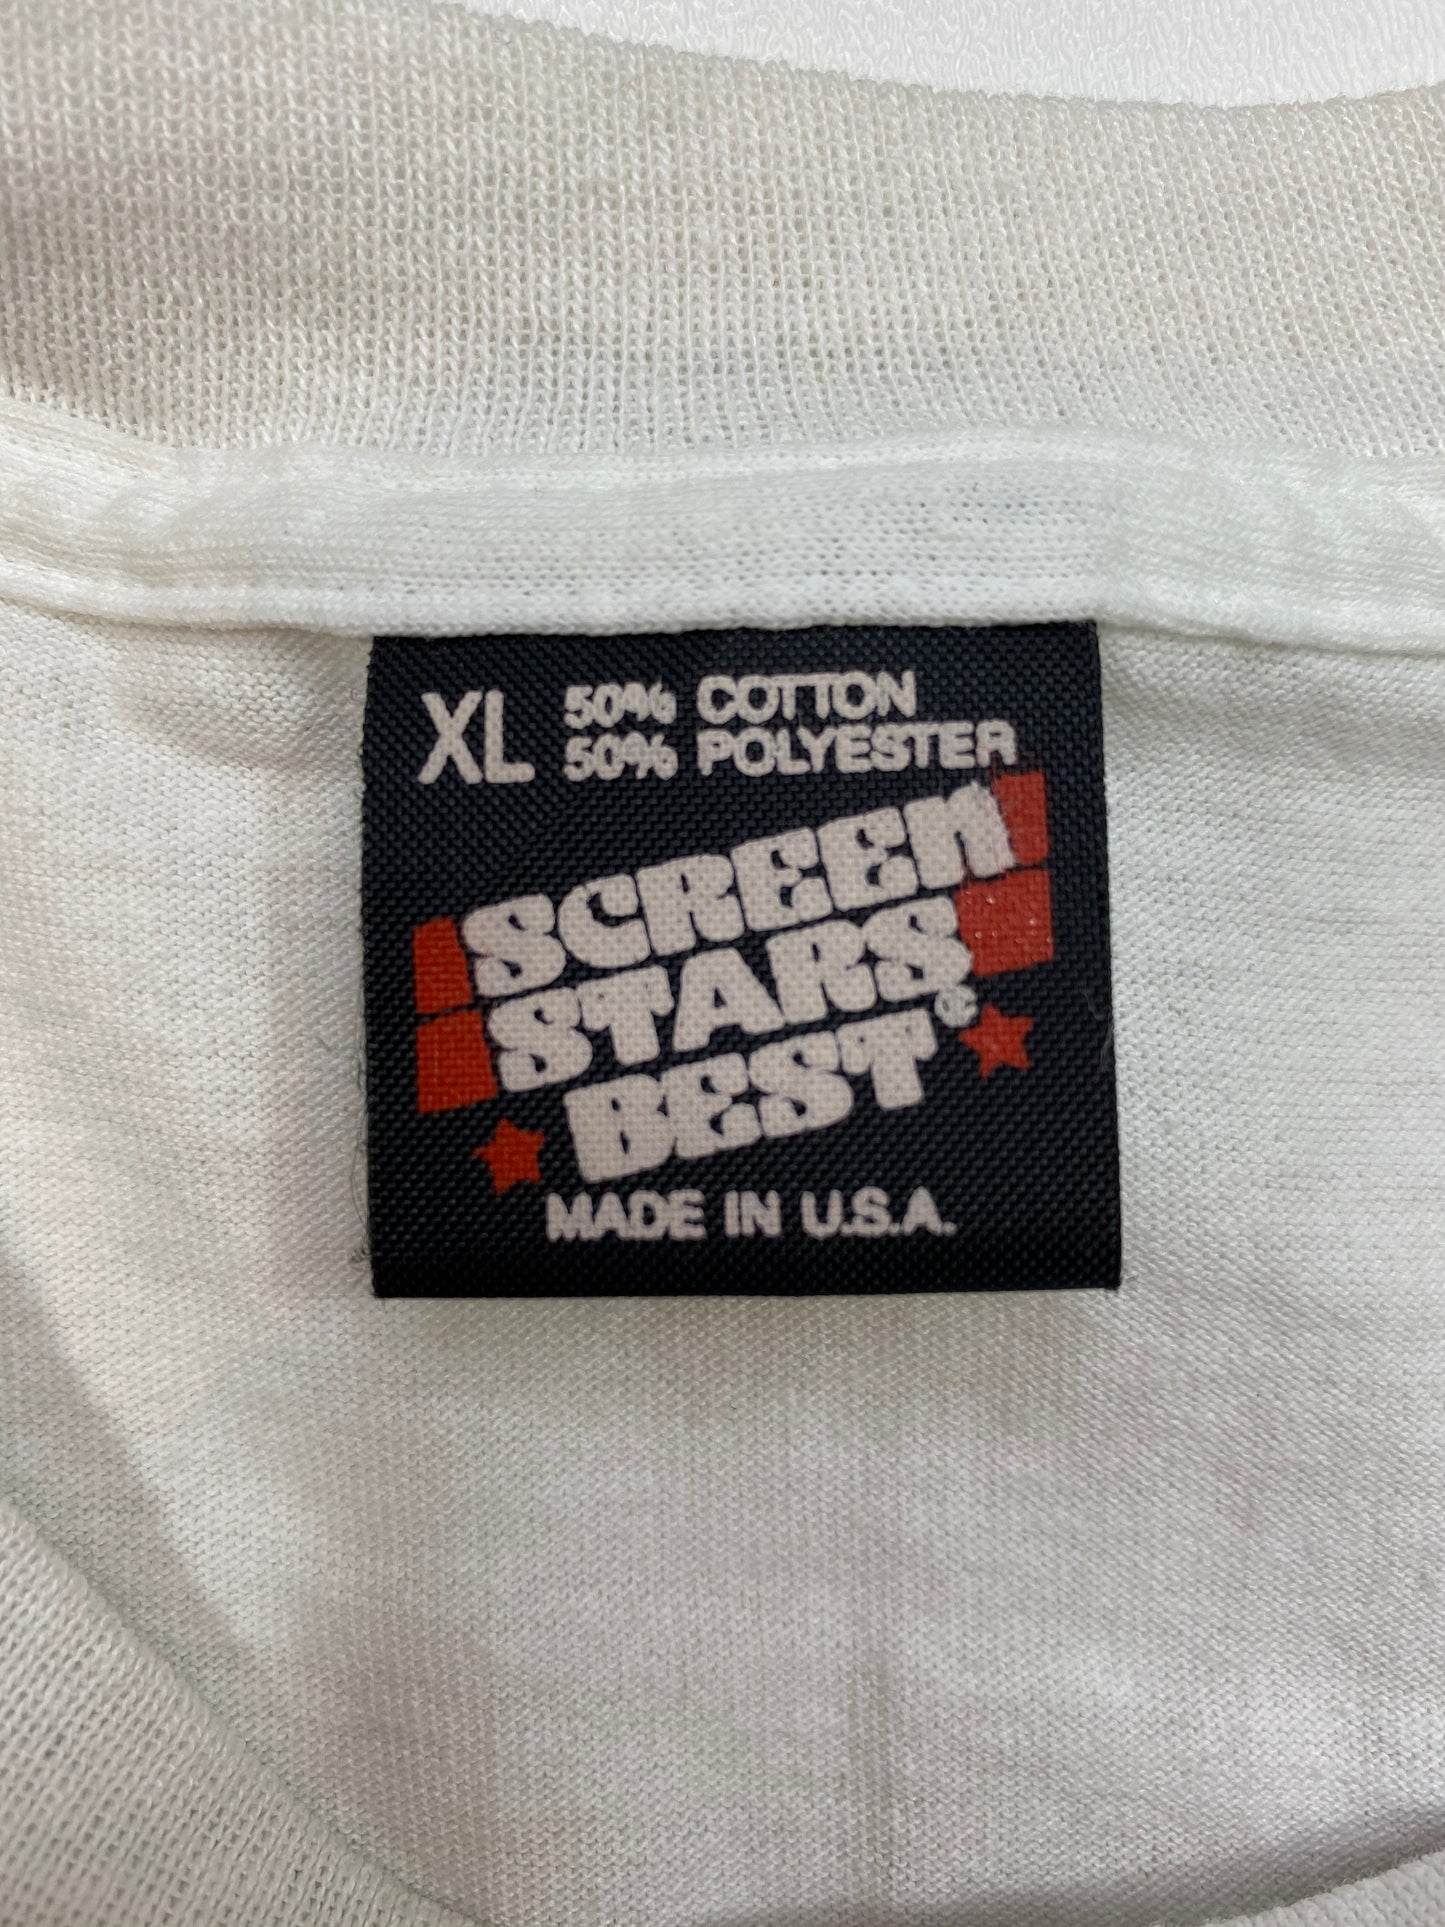 XL 50% COTTON
50% POLYESTER
SCREEN
STARS®
BEST
MADE IN U.S.A.